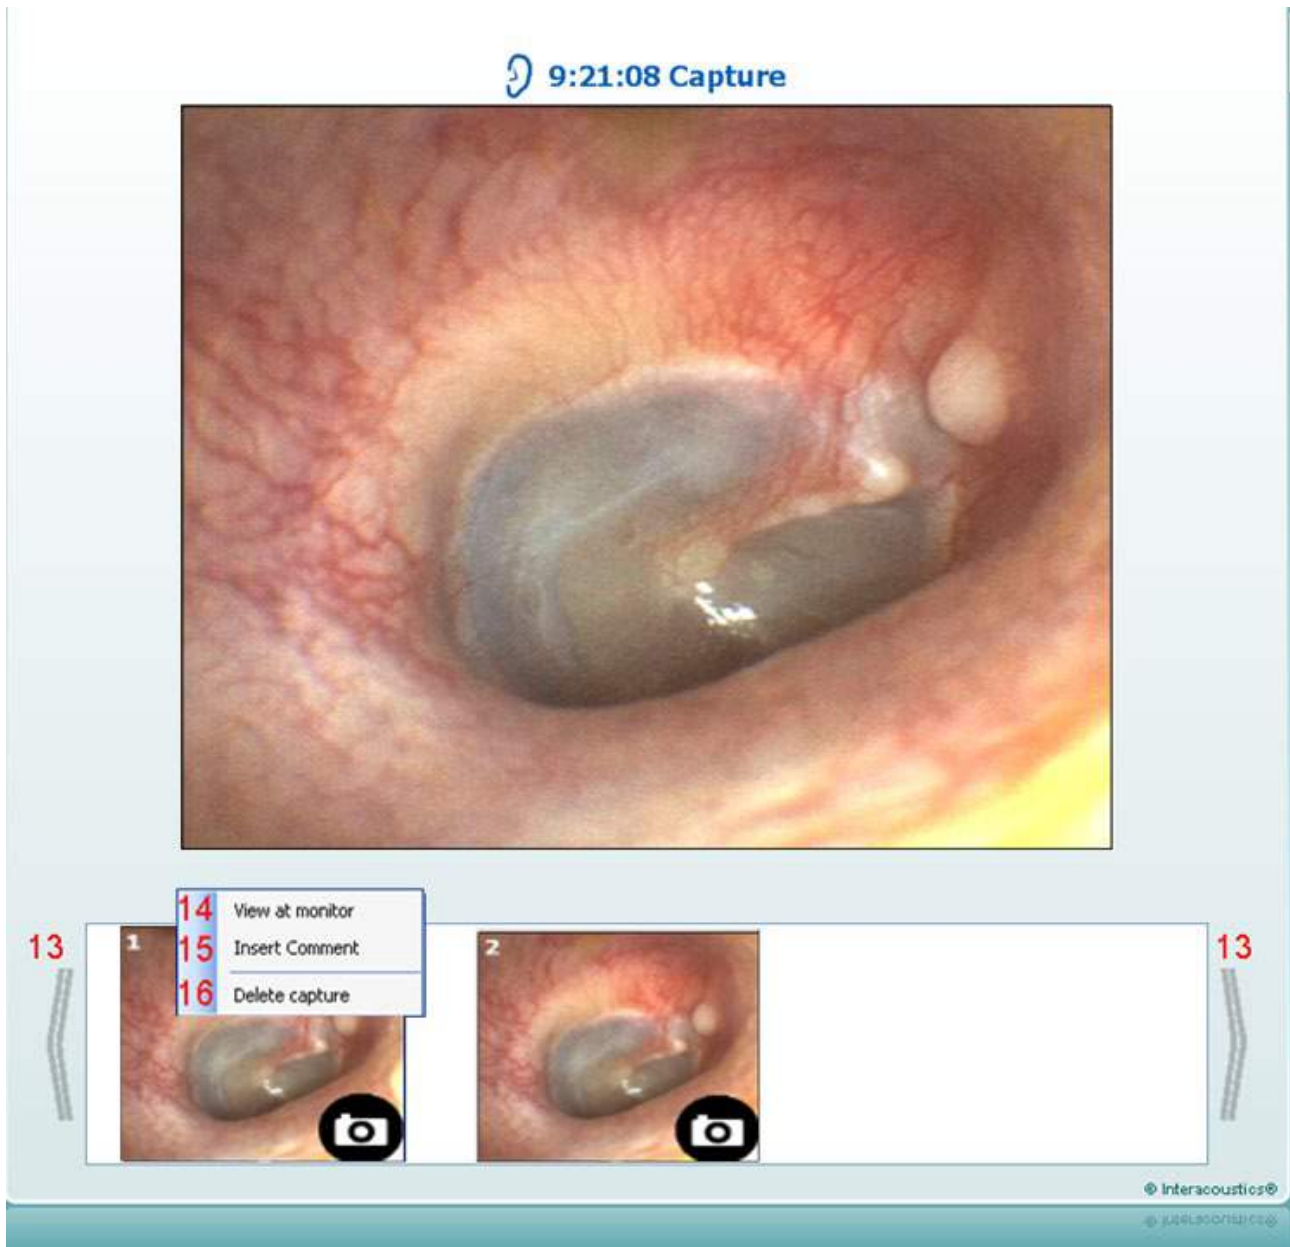 9:21:08 Capture
14 View at monitor
13
1
15 Insert Comment
2
13
16 Delete capture
© Interacoustics®